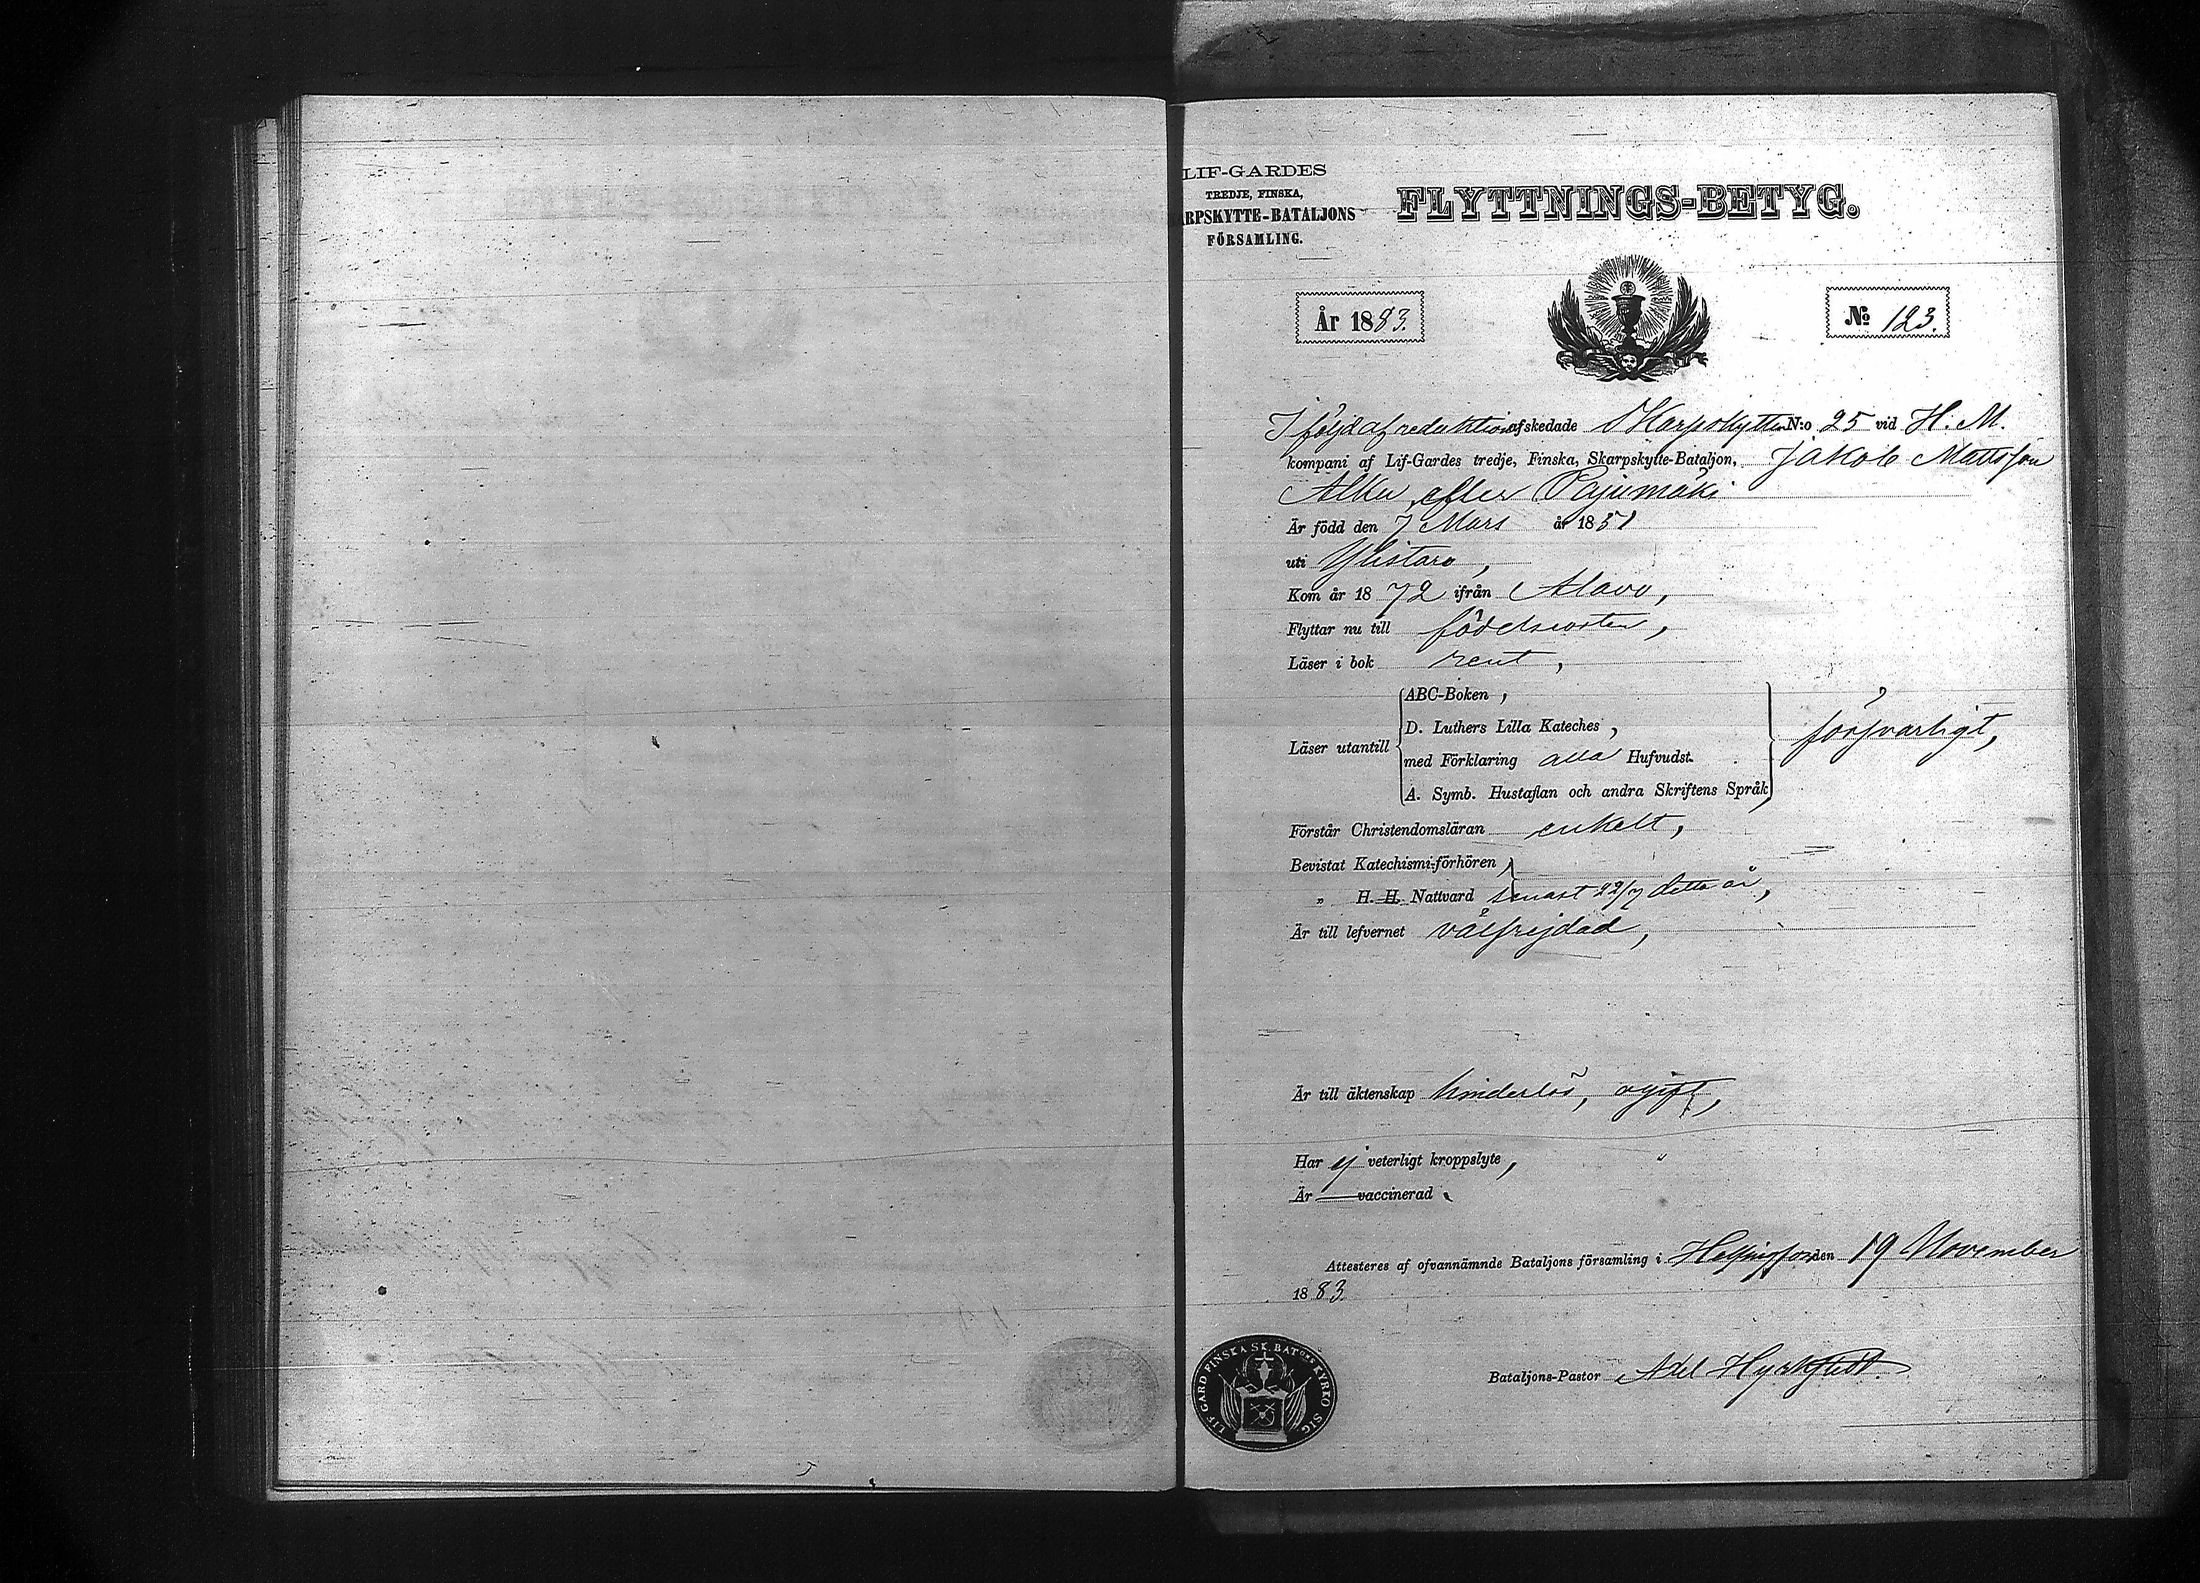 LIF-GARDES
TREDJE, FINSKA,
ARPSKYTTE-BATALJONS
FÖRSAMLING.
FLYTTNINGS-BETYG.
År 1883.
No 123.
I följd af reduktion afskedade Skarpskytten N:o 25 vid H. M.
kompani af Lif-Gardes tredje, Finska, Skarpskytte-Bataljon, Jakob Mattsson
Alku, eller Pajumäki
Är född den 7 Mars år 1851
uti Ylistaro,
Kom år 1872 ifrån Alavo,
Flyttar nu till födelseorten,
Läser i bok rent,
Läser utantill
ABC-Boken,
D. Luthers Lilla Kateches,
med Förklaring alla Hufvudst.
A. Symb. Hustaflan och andra Skriftens Språk
försvarligt,
Förstår Christendomsläran enkelt,
Bevistat Katechismi-förhören,
„ H. H. Nattvard senast 22/7 detta år,
Är till lefvernet välfrejdad,
Är till äktenskap hinderlös, ogift,
Har ej veterligt kroppslyte,
Är vaccinerad.
Attesteres af ofvannämnde Bataljons församling i Helsingfors den 19 November
1883.
LIF-GARD FINSKA SK. BAT:NS KYRKO SIG.
Bataljons-Pastor Axel Hyrkstedt.